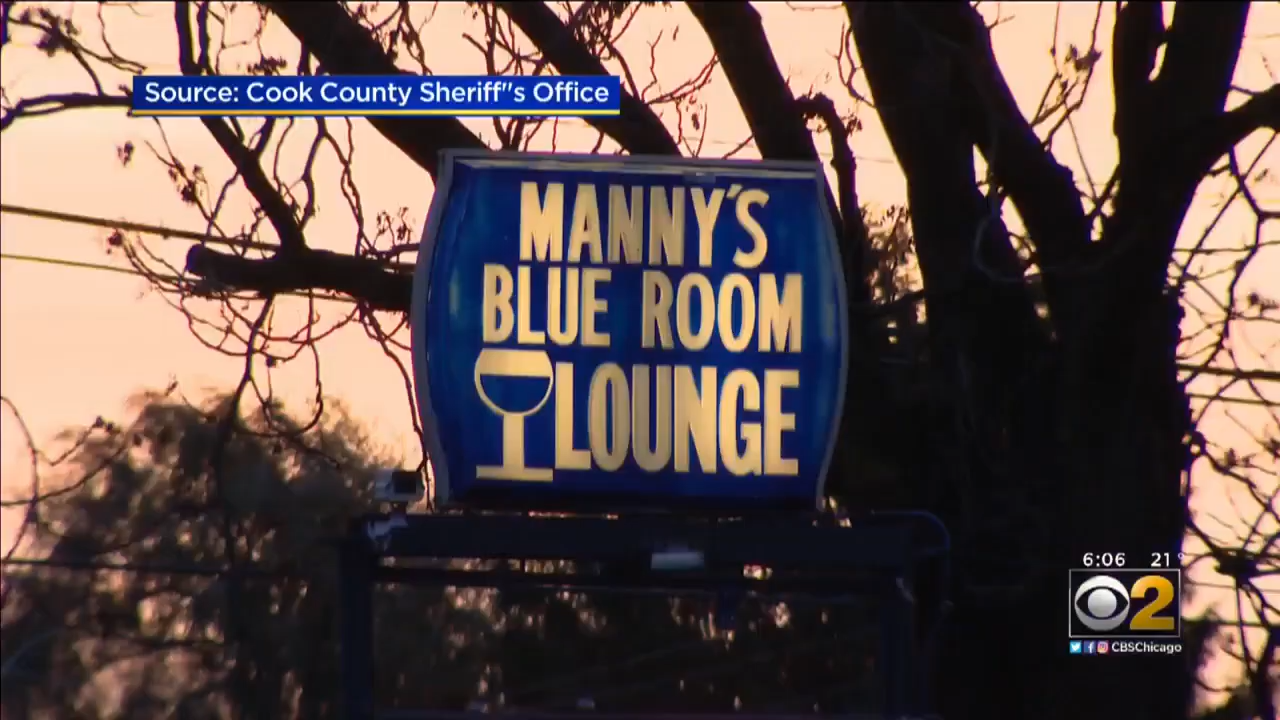 Source: Cook County Sheriff"s Office
MANNY'S
BLUE ROOM
LOUNGE
6:06 21°
2
CBSChicago